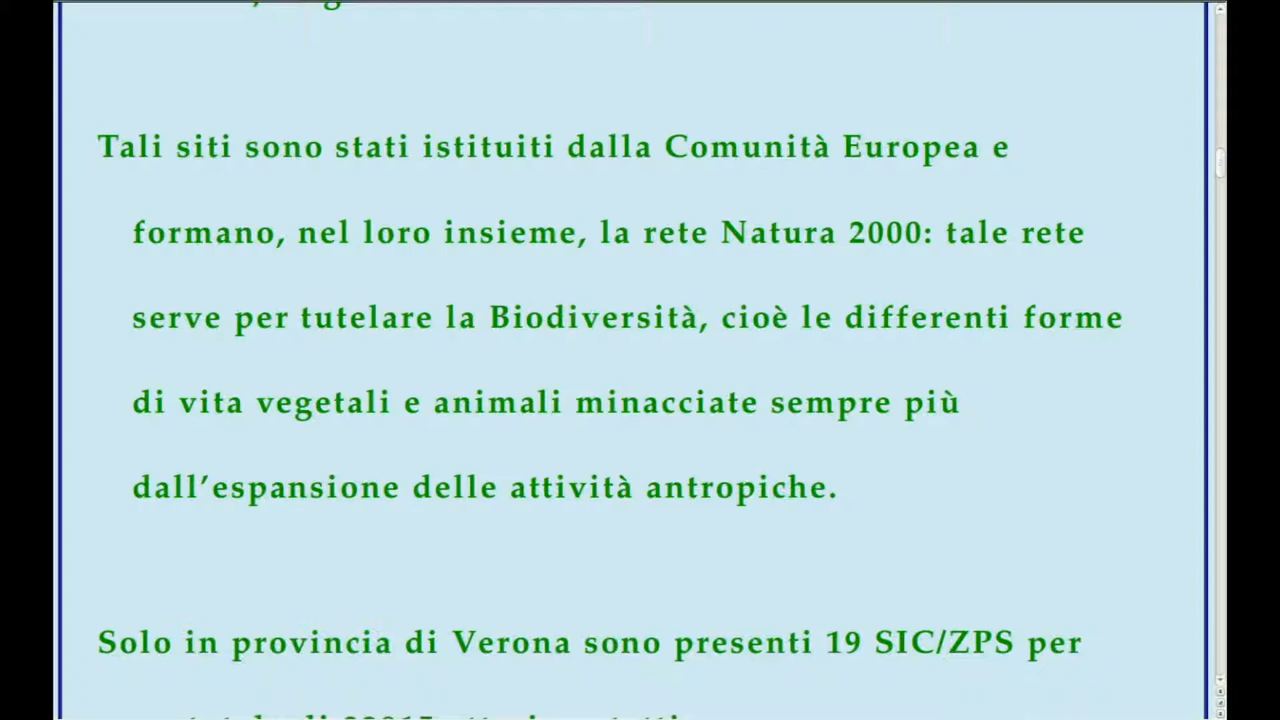 Tali siti sono stati istituiti dalla Comunità Europea e
formano, nel loro insieme, la rete Natura 2000: tale rete
serve per tutelare la Biodiversità, cioè le differenti forme
di vita vegetali e animali minacciate sempre più
dall’espansione delle attività antropiche.
Solo in provincia di Verona sono presenti 19 SIC/ZPS per